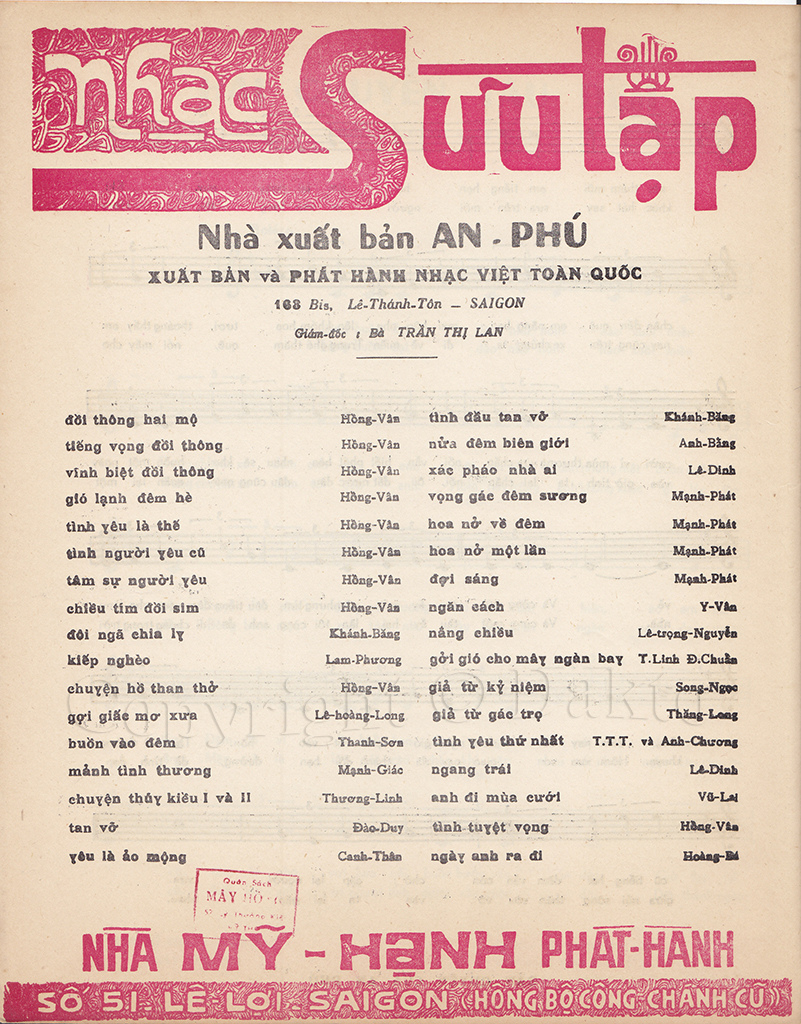 nhạc Sưu tập
Nhà xuất bản AN - PHÚ
XUẤT BẢN và PHÁT HÀNH NHẠC VIỆT TOÀN QUỐC
168 Bis, Lê-Thánh-Tôn — SAIGON
Giám-đốc : Bà TRẦN THỊ LAN
đồi thông hai mộ Hồng-Vân
tiếng vọng đồi thông Hồng-Vân
vĩnh biệt đồi thông Hồng-Vân
gió lạnh đêm hè Hồng-Vân
tình yêu là thế Hồng-Vân
tình người yêu cũ Hồng-Vân
tâm sự người yêu Hồng-Vân
chiều tím đồi sim Hồng-Vân
đôi ngã chia ly Khánh-Băng
kiếp nghèo Lam-Phương
chuyện hồ than thở Hồng-Vân
gợi giấc mơ xưa Lê-hoàng-Long
buồn vào đêm Thanh-Sơn
mảnh tình thương Mạnh-Giác
chuyện thúy kiều I và II Thương-Linh
tan vỡ Đào-Duy
yêu là ảo mộng Canh-Thân
tình đầu tan vỡ Khánh-Băng
nửa đêm biên giới Anh-Bằng
xác pháo nhà ai Lê-Dinh
vọng gác đêm sương Mạnh-Phát
hoa nở về đêm Mạnh-Phát
hoa nở một lần Mạnh-Phát
đợi sáng Mạnh-Phát
ngăn cách Y-Vân
nắng chiều Lê-trọng-Nguyễn
gởi gió cho mây ngàn bay T.Linh Đ.Chuẩn
giả từ kỷ niệm Song-Ngọc
giả từ gác trọ Thăng-Long
tình yêu thứ nhất T.T.T. và Anh-Chương
ngang trái Lê-Dinh
anh đi mùa cưới Vũ-Lai
tình tuyệt vọng Hồng-Vân
ngày anh ra đi
Quán Sách
MÂY HỒ
NHÀ MỸ - HẠNH PHÁT-HÀNH
SỐ 51. LÊ-LỢI. SAIGON (HÔNG BỘ CÔNG-CHÁNH CŨ)
Copyright